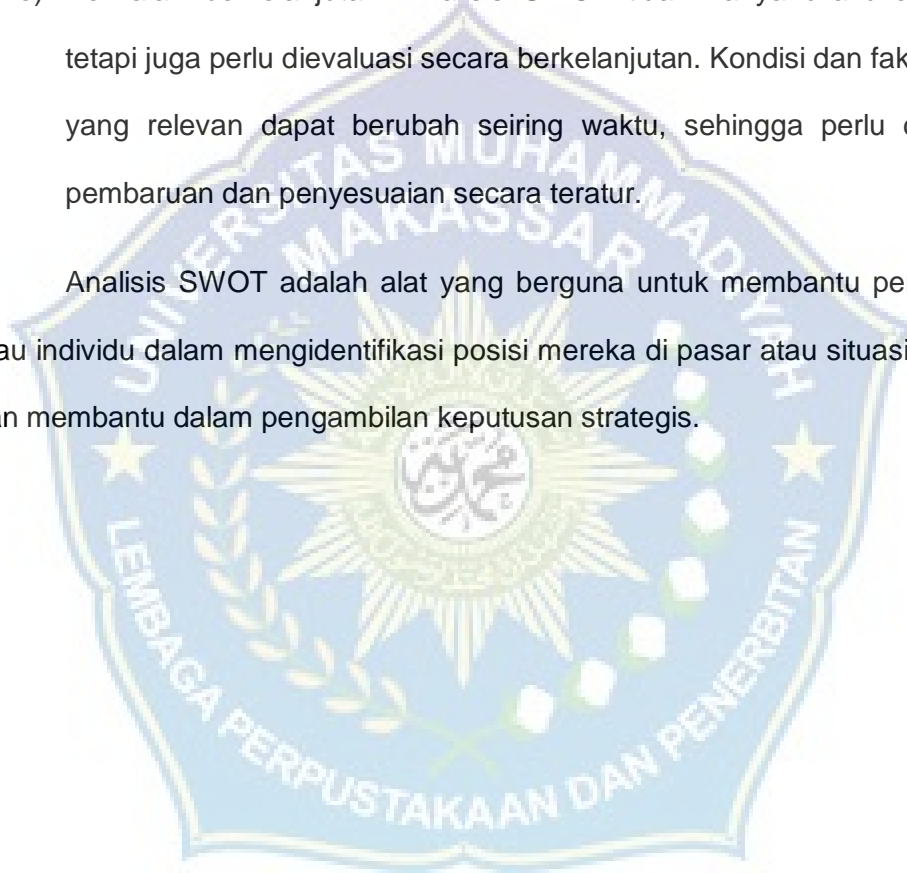 tetapi juga perlu dievaluasi secara berkelanjutan. Kondisi dan fak
yang relevan dapat berubah seiring waktu, sehingga perlu
pembaruan dan penyesuaian secara teratur.
Analisis SWOT adalah alat yang berguna untuk membantu pe
au individu dalam mengidentifikasi posisi mereka di pasar atau situasi
an membantu dalam pengambilan keputusan strategis.
UNIVERSITAS MUHAMMADIYAH
MAKASSAR
LEMBAGA PERPUSTAKAAN DAN PENERBITAN